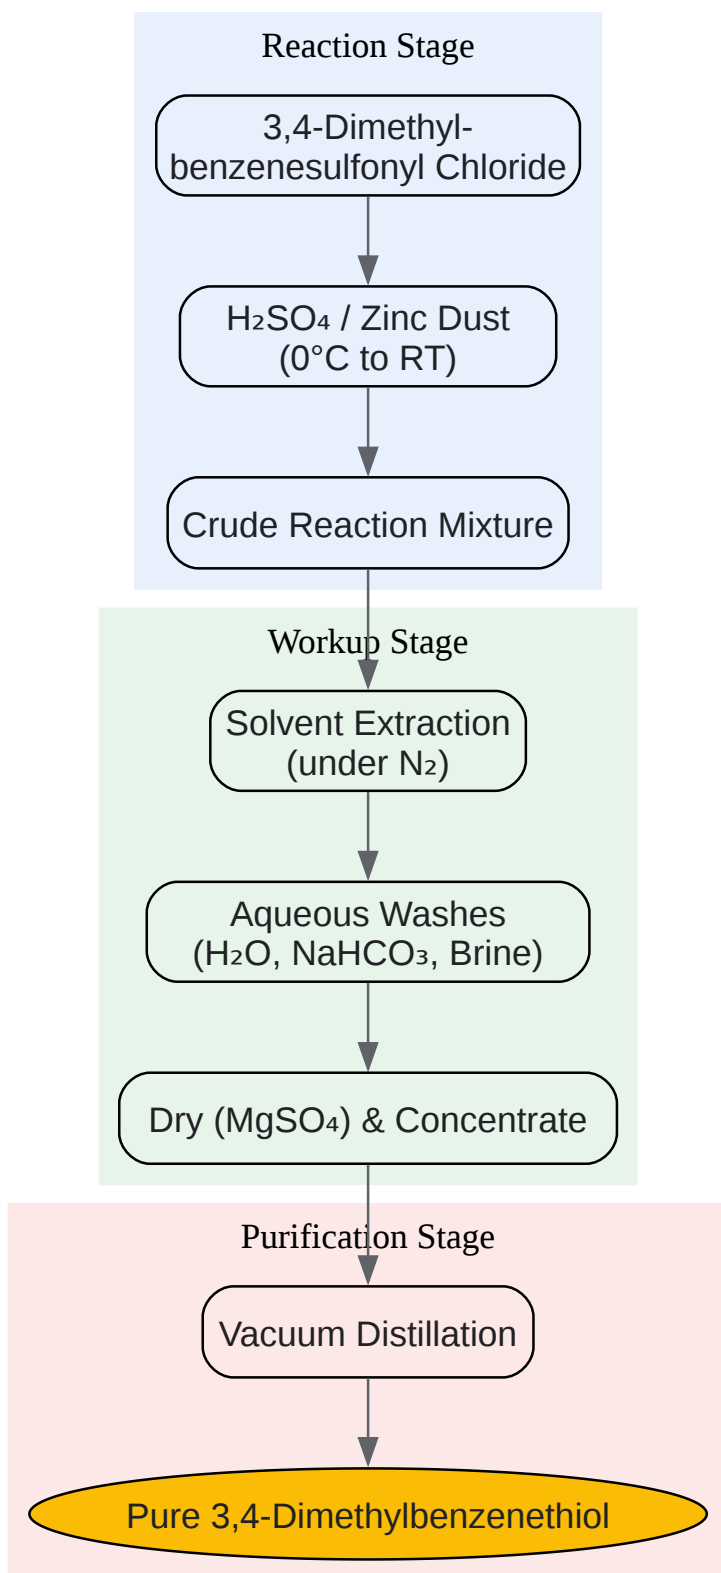 Reaction Stage
3,4-Dimethyl-
benzenesulfonyl Chloride
H₂SO₄ / Zinc Dust
(0°C to RT)
Crude Reaction Mixture
Workup Stage
Solvent Extraction
(under N₂)
Aqueous Washes
(H₂O, NaHCO₃, Brine)
Dry (MgSO₄) & Concentrate
Purification Stage
Vacuum Distillation
Pure 3,4-Dimethylbenzenethiol